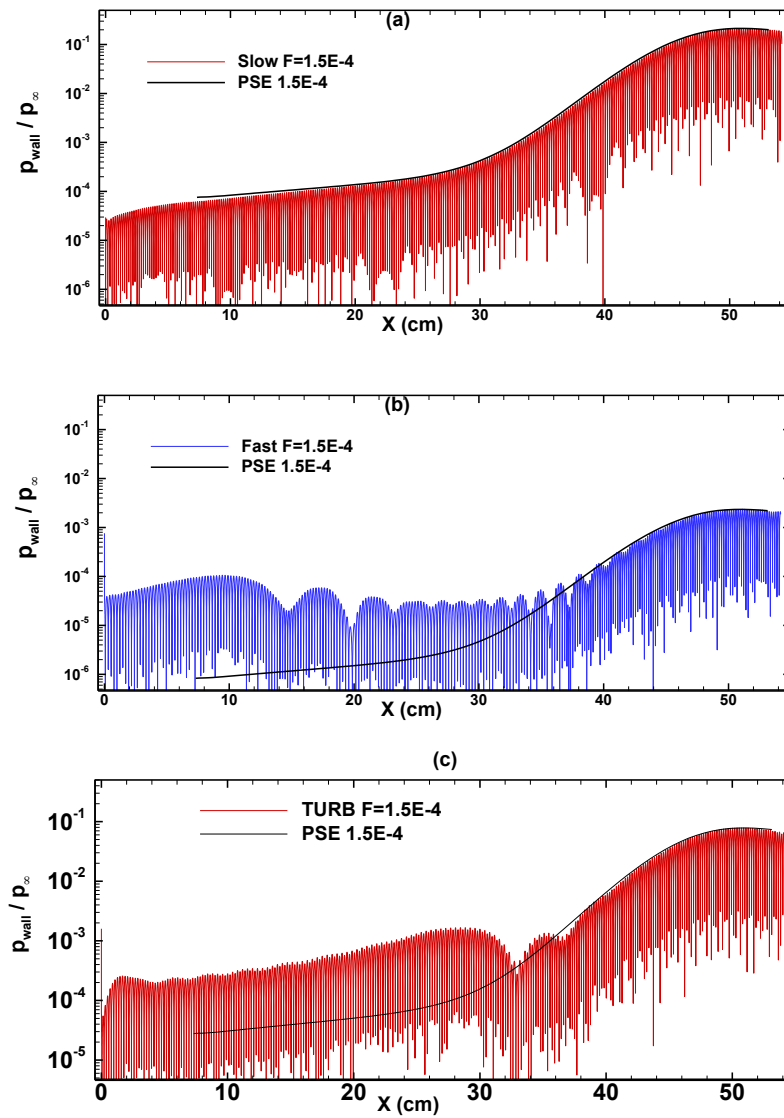 (a)
Slow F=1.5E-4
PSE 1.5E-4
p_wall / p_∞
10^-1
10^-2
10^-3
10^-4
10^-5
10^-6
0 10 20 30 40 50
X (cm)
(b)
Fast F=1.5E-4
PSE 1.5E-4
p_wall / p_∞
10^-1
10^-2
10^-3
10^-4
10^-5
10^-6
0 10 20 30 40 50
X (cm)
(c)
TURB F=1.5E-4
PSE 1.5E-4
p_wall / p_∞
10^-1
10^-2
10^-3
10^-4
10^-5
0 10 20 30 40 50
X (cm)